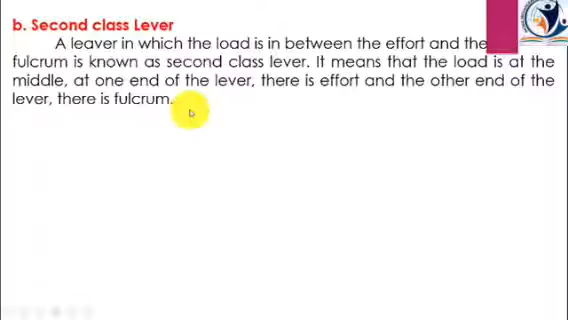 b. Second class Lever
A leaver in which the load is in between the effort and the
fulcrum is known as second class lever. It means that the load is at the
middle, at one end of the lever, there is effort and the other end of the
lever, there is fulcrum.